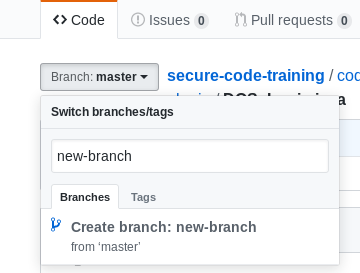 Code Issues 0 Pull requests 0
Branch: master secure-code-training /
Switch branches/tags
new-branch
Branches Tags
Create branch: new-branch
from ‘master’